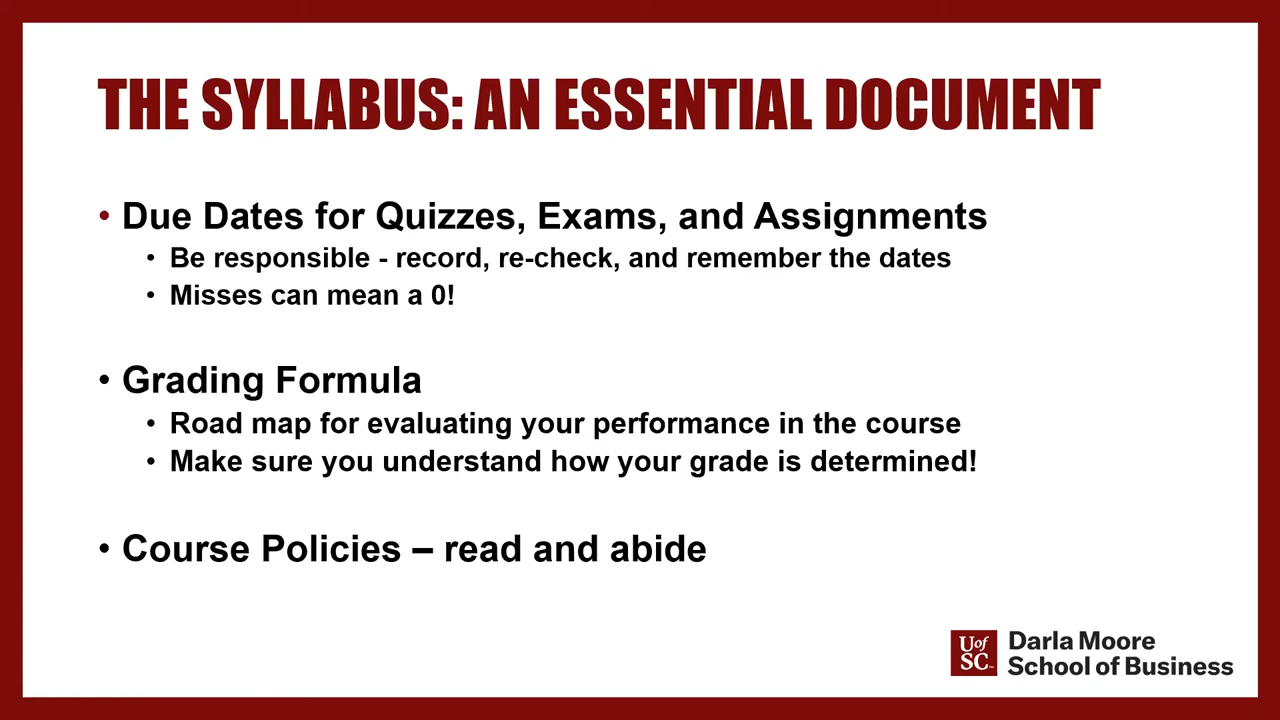 THE SYLLABUS: AN ESSENTIAL DOCUMENT
• Due Dates for Quizzes, Exams, and Assignments
• Be responsible - record, re-check, and remember the dates
• Misses can mean a 0!
• Grading Formula
• Road map for evaluating your performance in the course
• Make sure you understand how your grade is determined!
• Course Policies – read and abide
U of SC
Darla Moore
School of Business